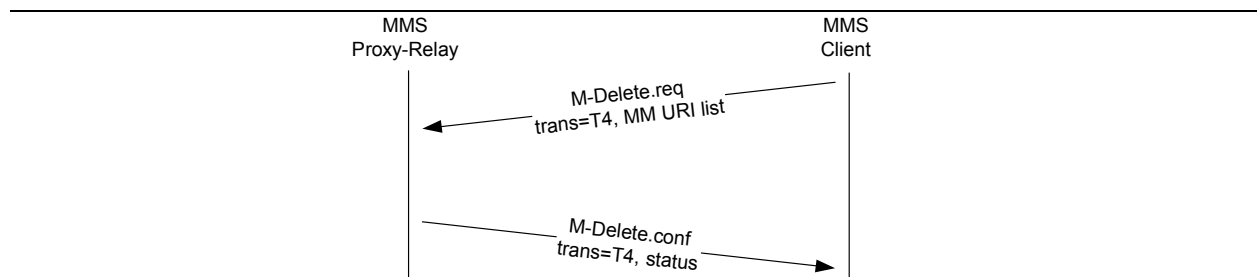 MMS
Proxy-Relay
MMS
Client
M-Delete.req
trans=T4, MM URI list
M-Delete.conf
trans=T4, status